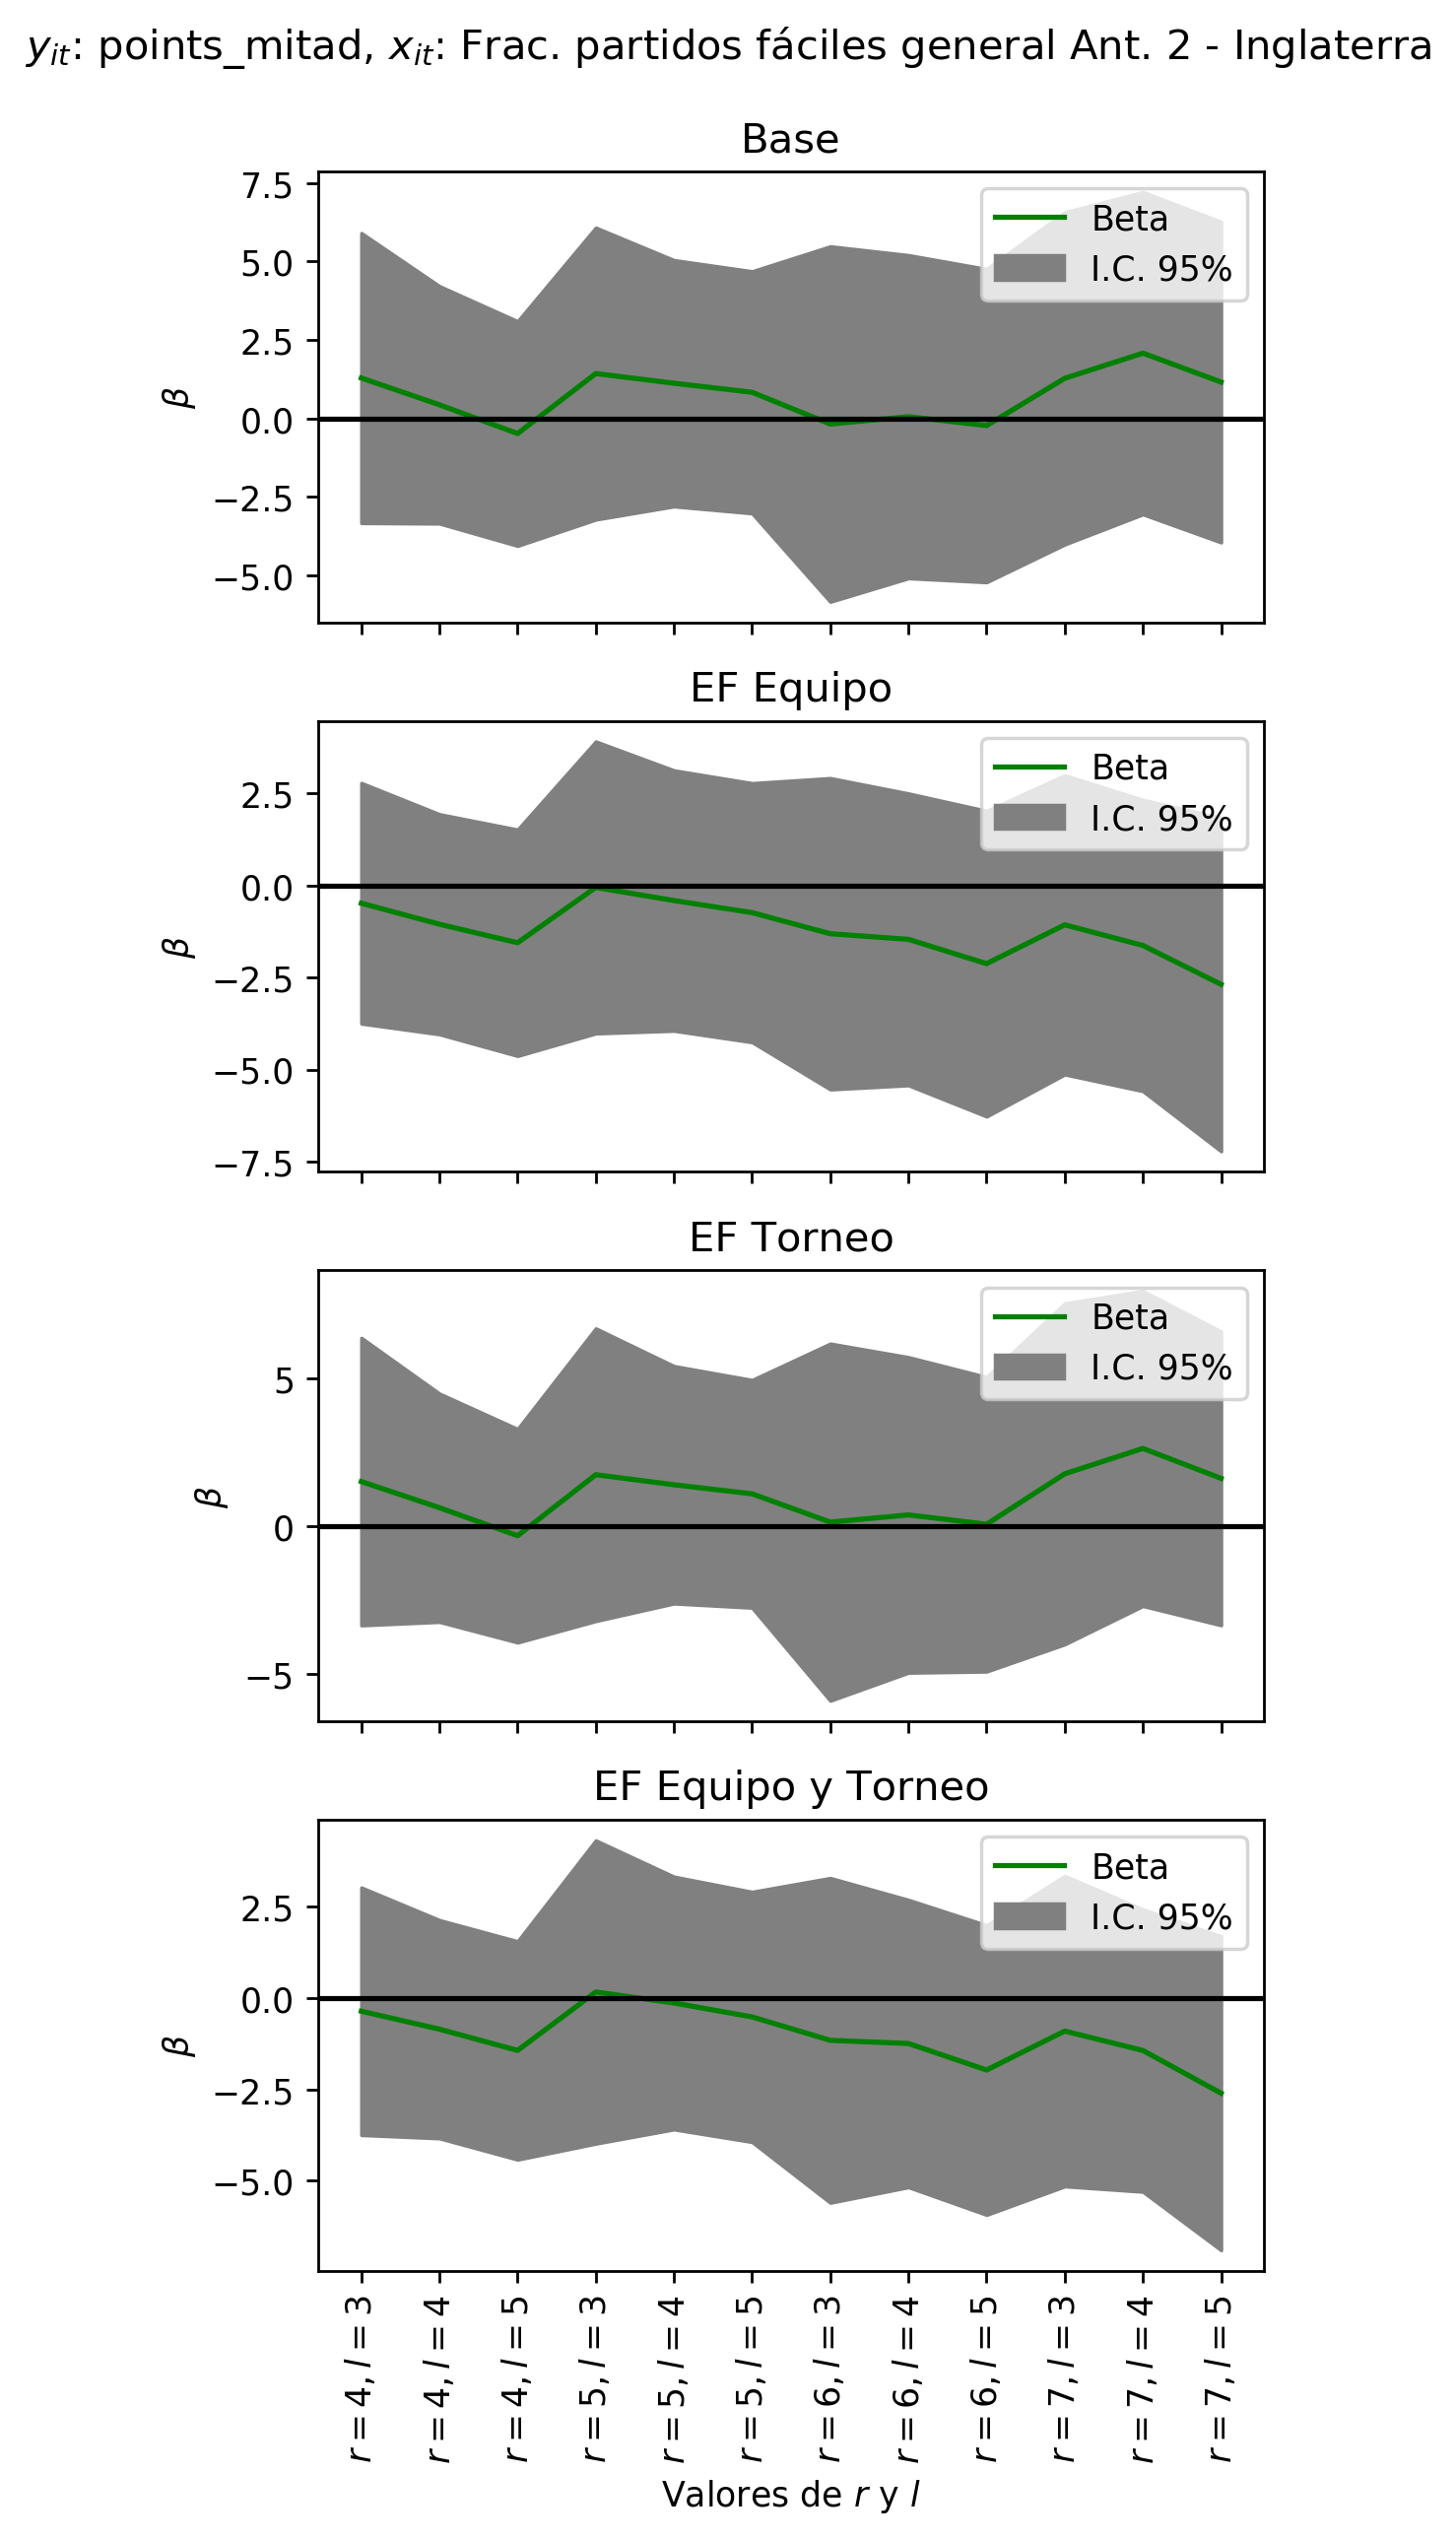 y_{it}: points_mitad, x_{it}: Frac. partidos fáciles general Ant. 2 - Inglaterra
Base
7.5
5.0
2.5
0.0
−2.5
−5.0
β
Beta
I.C. 95%
EF Equipo
2.5
0.0
−2.5
−5.0
−7.5
β
Beta
I.C. 95%
EF Torneo
5
0
−5
β
Beta
I.C. 95%
EF Equipo y Torneo
2.5
0.0
−2.5
−5.0
β
Beta
I.C. 95%
r = 4, l = 3
r = 4, l = 4
r = 4, l = 5
r = 5, l = 3
r = 5, l = 4
r = 5, l = 5
r = 6, l = 3
r = 6, l = 4
r = 6, l = 5
r = 7, l = 3
r = 7, l = 4
r = 7, l = 5
Valores de r y l